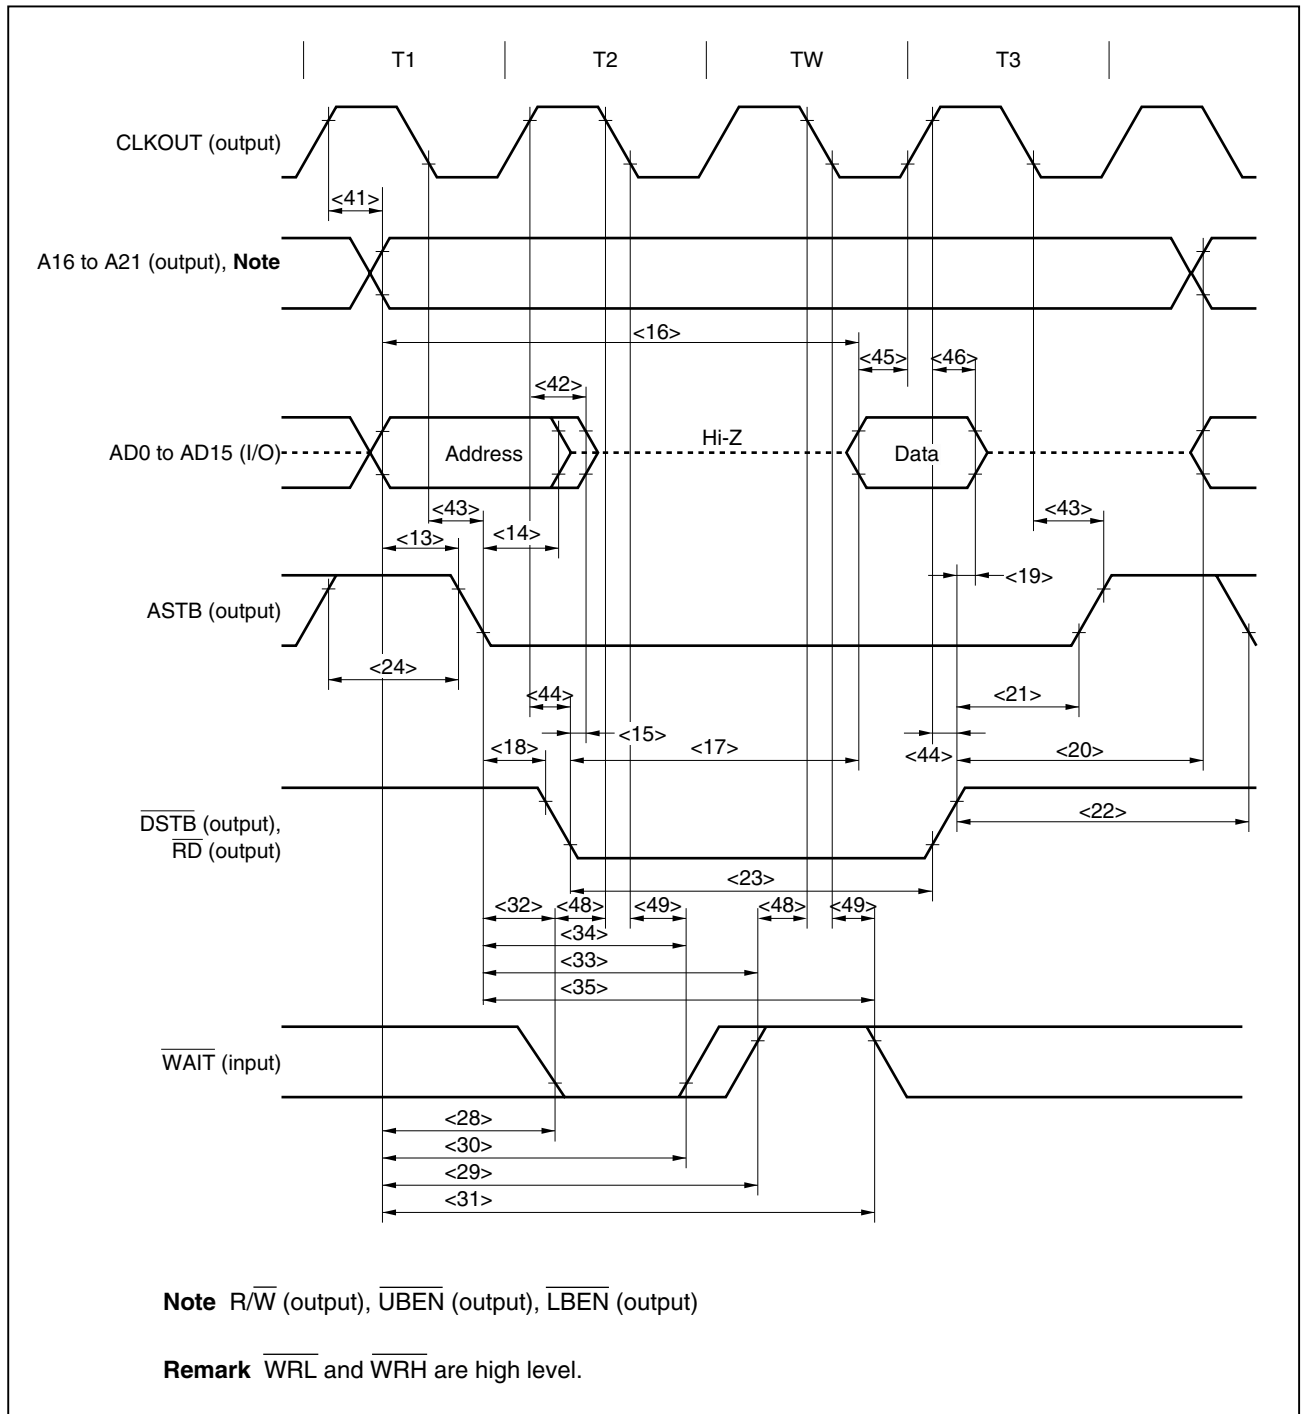 T1 T2 TW T3
CLKOUT (output)
<41>
A16 to A21 (output), Note
<16>
<45> <46>
<42>
AD0 to AD15 (I/O) Address Hi-Z Data
<43> <14> <43>
<13>
<19>
ASTB (output)
<24>
<44> <21>
<15>
<18> <17> <44> <20>
DSTB (output),
RD (output)
<22>
<23>
<32> <48> <49> <48> <49>
<34>
<33>
<35>
WAIT (input)
<28>
<30>
<29>
<31>
Note R/W (output), UBEN (output), LBEN (output)
Remark WRL and WRH are high level.